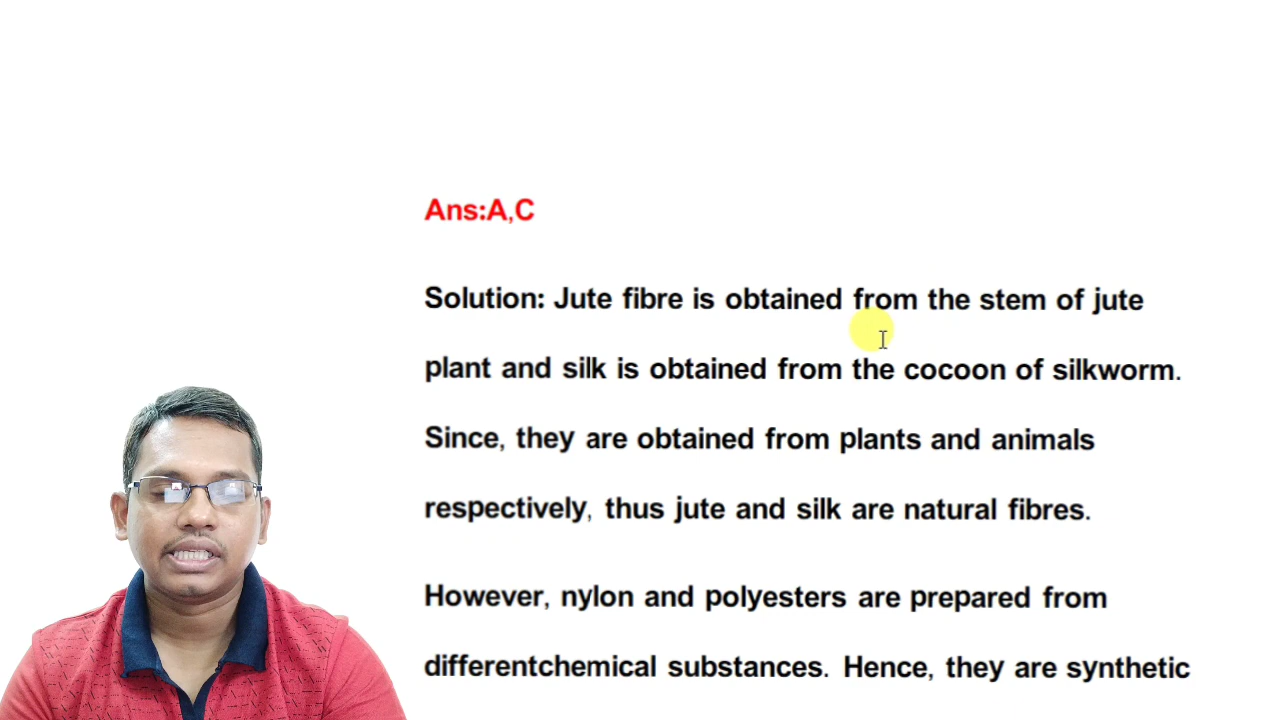 Ans:A,C
Solution: Jute fibre is obtained from the stem of jute
plant and silk is obtained from the cocoon of silkworm.
Since, they are obtained from plants and animals
respectively, thus jute and silk are natural fibres.
However, nylon and polyesters are prepared from
differentchemical substances. Hence, they are synthetic